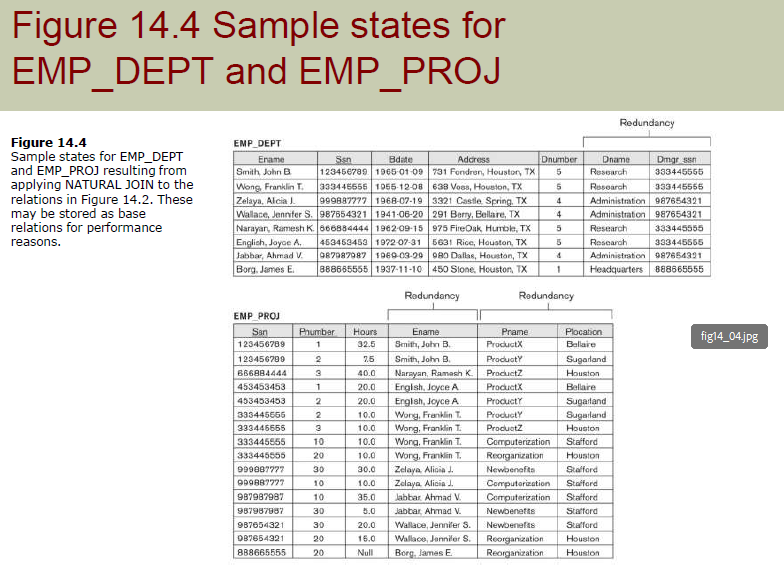 Figure 14.4 Sample states for
EMP_DEPT and EMP_PROJ
Figure 14.4
Sample states for EMP_DEPT
and EMP_PROJ resulting from
applying NATURAL JOIN to the
relations in Figure 14.2. These
may be stored as base
relations for performance
reasons.
Redundancy
EMP_DEPT
Ename Ssn Bdate Address Dnumber Dname Dmgr_ssn
Smith, John B. 123456789 1965-01-09 731 Fondren, Houston, TX 5 Research 333445555
Wong, Franklin T. 333445555 1955-12-08 638 Voss, Houston, TX 5 Research 333445555
Zelaya, Alicia J. 999887777 1968-07-19 3321 Castle, Spring, TX 4 Administration 987654321
Wallace, Jennifer S. 987654321 1941-06-20 291 Berry, Bellaire, TX 4 Administration 987654321
Narayan, Ramesh K. 666884444 1962-09-15 975 FireOak, Humble, TX 5 Research 333445555
English, Joyce A. 453453453 1972-07-31 5631 Rice, Houston, TX 5 Research 333445555
Jabbar, Ahmad V. 987987987 1969-03-29 980 Dallas, Houston, TX 4 Administration 987654321
Borg, James E. 888665555 1937-11-10 450 Stone, Houston, TX 1 Headquarters 888665555
Redundancy Redundancy
EMP_PROJ
Ssn Pnumber Hours Ename Pname Plocation
123456789 1 32.5 Smith, John B. ProductX Bellaire
123456789 2 7.5 Smith, John B. ProductY Sugarland
666884444 3 40.0 Narayan, Ramesh K. ProductZ Houston
453453453 1 20.0 English, Joyce A. ProductX Bellaire
453453453 2 20.0 English, Joyce A. ProductY Sugarland
333445555 2 10.0 Wong, Franklin T. ProductY Sugarland
333445555 3 10.0 Wong, Franklin T. ProductZ Houston
333445555 10 10.0 Wong, Franklin T. Computerization Stafford
333445555 20 10.0 Wong, Franklin T. Reorganization Houston
999887777 30 30.0 Zelaya, Alicia J. Newbenefits Stafford
999887777 10 10.0 Zelaya, Alicia J. Computerization Stafford
987987987 10 35.0 Jabbar, Ahmad V. Computerization Stafford
987987987 30 5.0 Jabbar, Ahmad V. Newbenefits Stafford
987654321 30 20.0 Wallace, Jennifer S. Newbenefits Stafford
987654321 20 15.0 Wallace, Jennifer S. Reorganization Houston
888665555 20 Null Borg, James E. Reorganization Houston
fig14_04.jpg